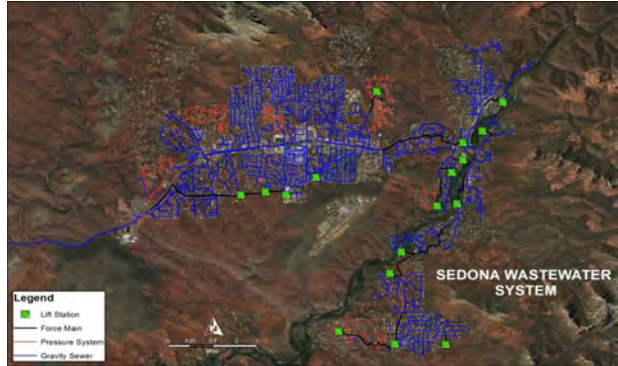 SEDONA WASTEWATER
SYSTEM
Legend
Lift Station
Force Main
Pressure System
Gravity Sewer